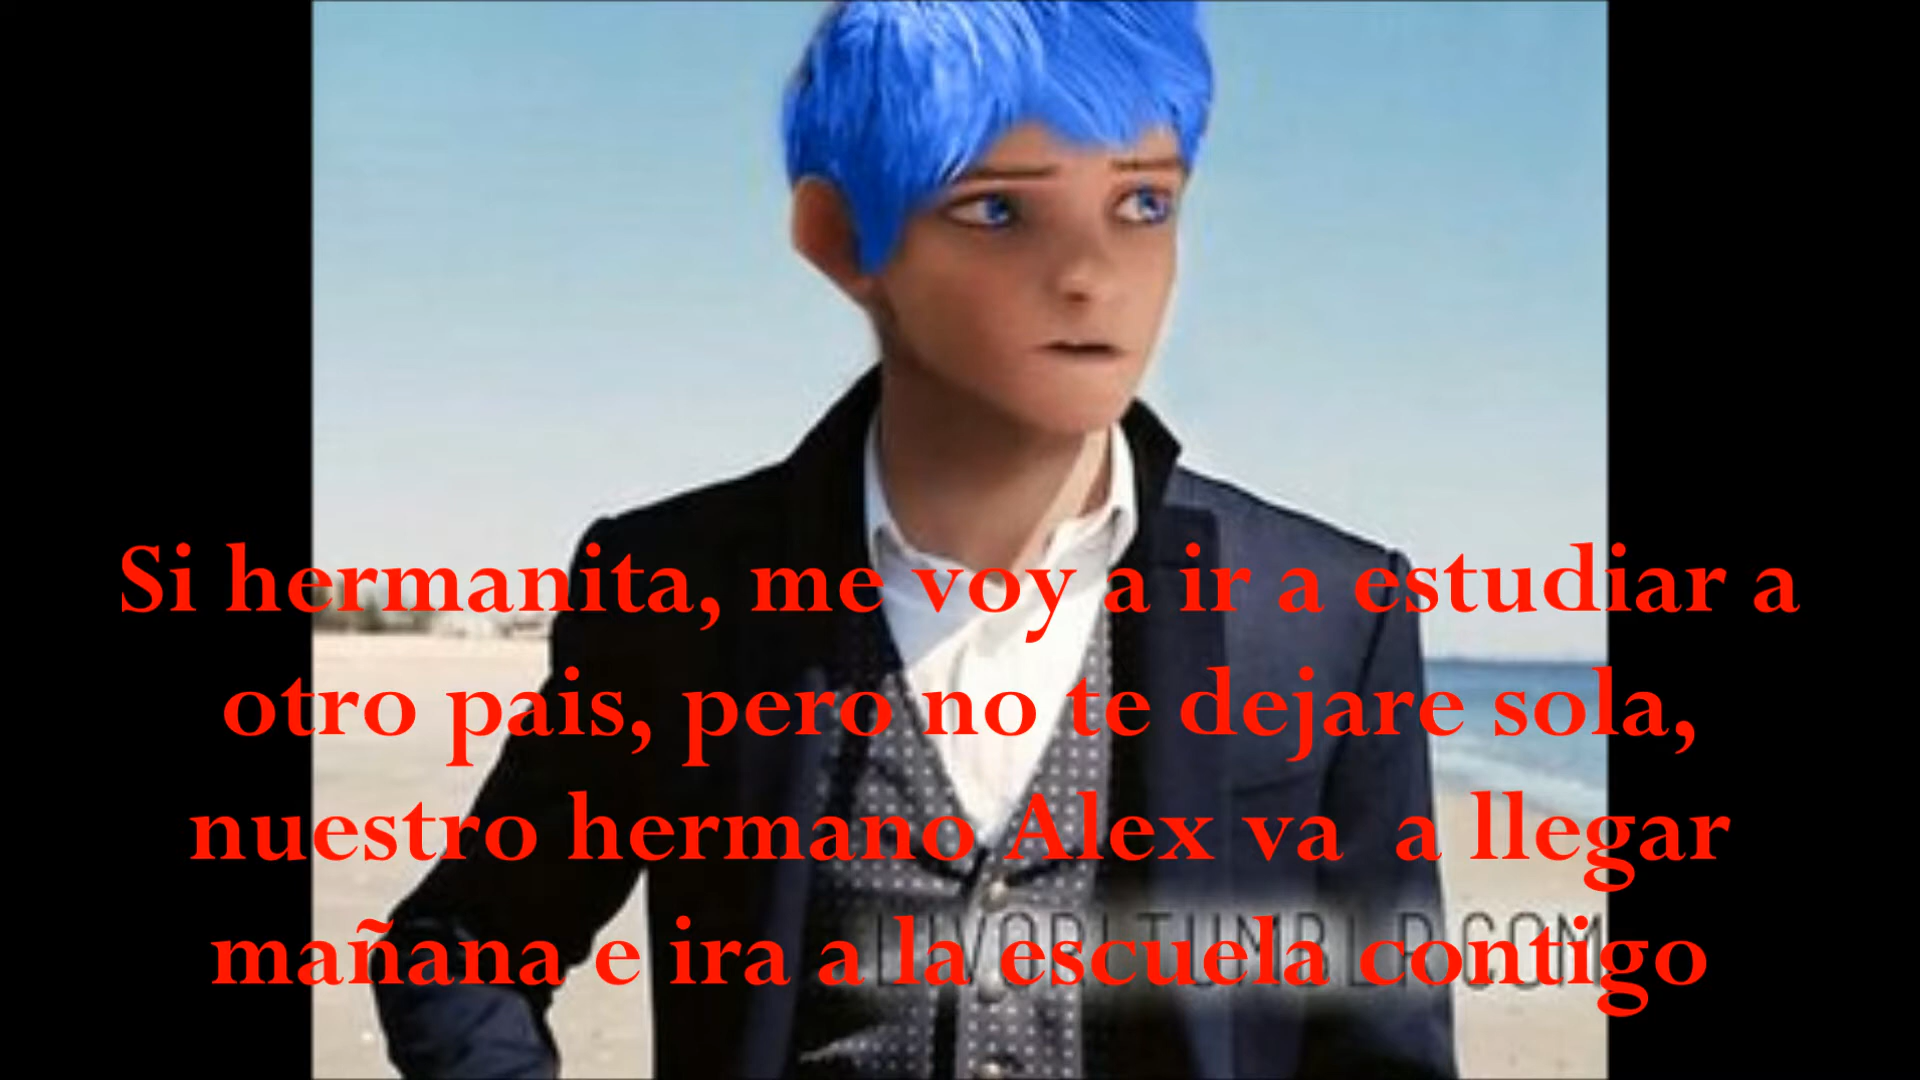 Si hermanita, me voy a ir a estudiar a
otro pais, pero no te dejare sola,
nuestro hermano Alex va  a llegar
mañana e ira a la escuela contigo